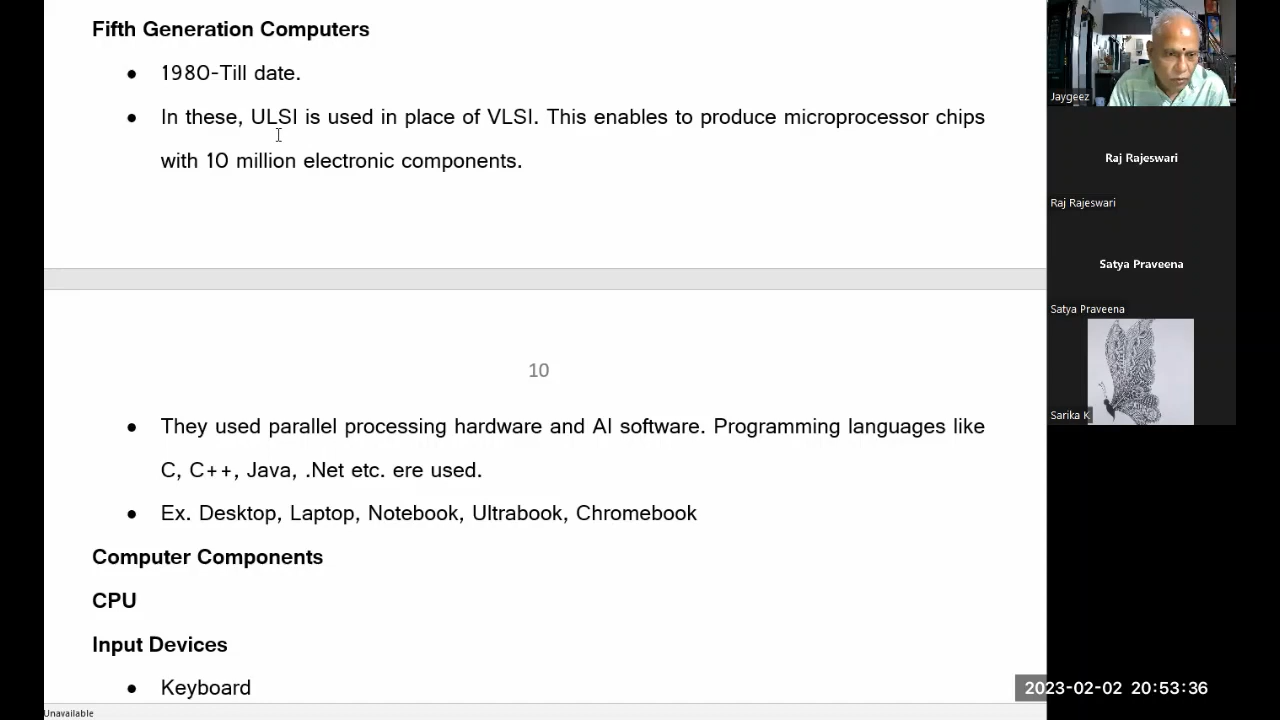 Fifth Generation Computers
● 1980-Till date.
● In these, ULSI is used in place of VLSI. This enables to produce microprocessor chips
with 10 million electronic components.
10
● They used parallel processing hardware and AI software. Programming languages like
C, C++, Java, .Net etc. ere used.
● Ex. Desktop, Laptop, Notebook, Ultrabook, Chromebook
Computer Components
CPU
Input Devices
● Keyboard
Unavailable
Jaygeez
Raj Rajeswari
Raj Rajeswari
Satya Praveena
Satya Praveena
Sarika K
2023-02-02 20:53:36